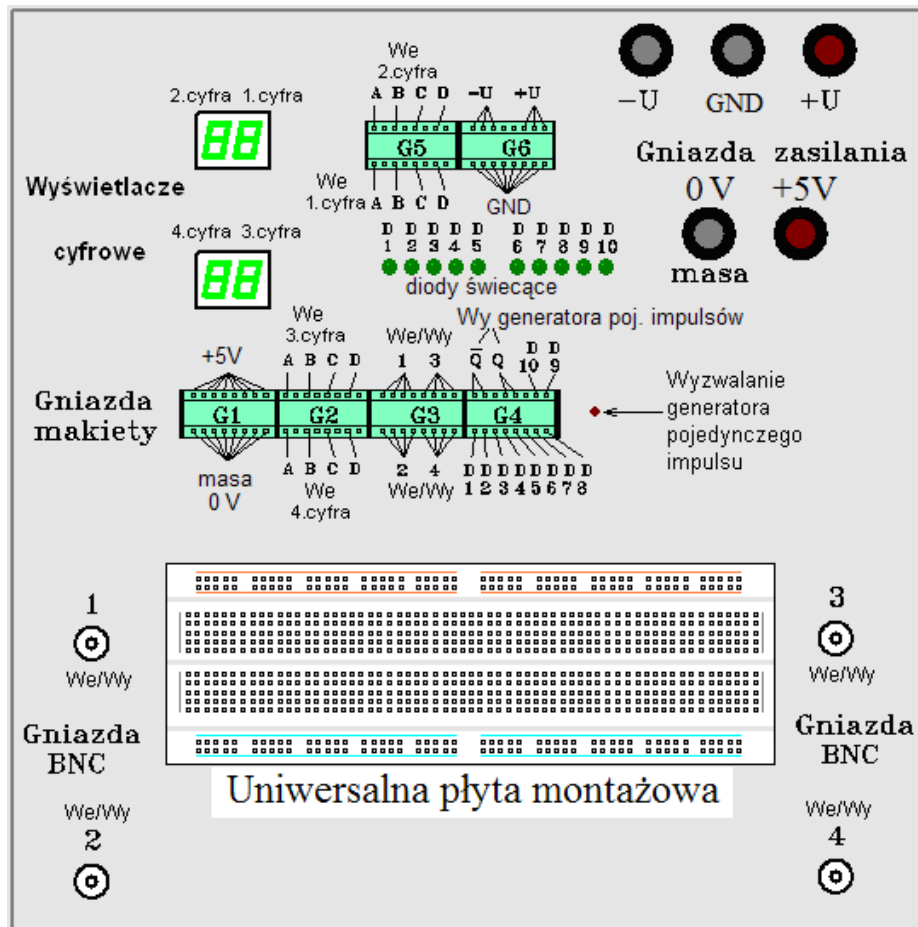 We
2.cyfra
A B C D
−U +U
−U GND +U
2.cyfra 1.cyfra
88
G5 G6
Gniazda zasilania
0 V +5V
masa
Wyświetlacze
cyfrowe
We
1.cyfra
A B C D
GND
4.cyfra 3.cyfra
88
D D D D D D D D D D
1 2 3 4 5 6 7 8 9 10
diody świecące
Wy generatora poj. impulsów
+5V
We
3.cyfra
A B C D
We/Wy
1 3
Q̅ Q
D D
10 9
Gniazda
makiety
G1 G2 G3 G4
Wyzwalanie
generatora
pojedynczego
impulsu
masa
0 V
A B C D
We
4.cyfra
2 4
We/Wy
D D D D D D D D
1 2 3 4 5 6 7 8
1
We/Wy
3
We/Wy
Gniazda
BNC
Gniazda
BNC
Uniwersalna płyta montażowa
We/Wy
2
We/Wy
4